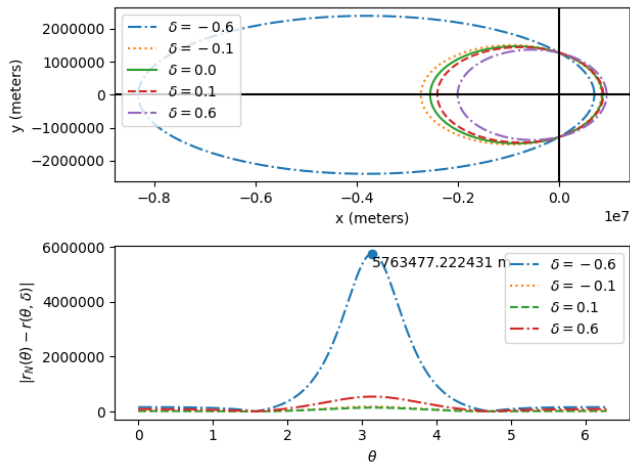 δ = −0.6
δ = −0.1
δ = 0.0
δ = 0.1
δ = 0.6
y (meters)
2000000
1000000
0
−1000000
−2000000
−0.8
−0.6
−0.4
−0.2
0.0
1e7
x (meters)
5763477.222431 m
δ = −0.6
δ = −0.1
δ = 0.1
δ = 0.6
|r_N(θ) − r(θ, δ)|
6000000
4000000
2000000
0
0
1
2
3
4
5
6
θ